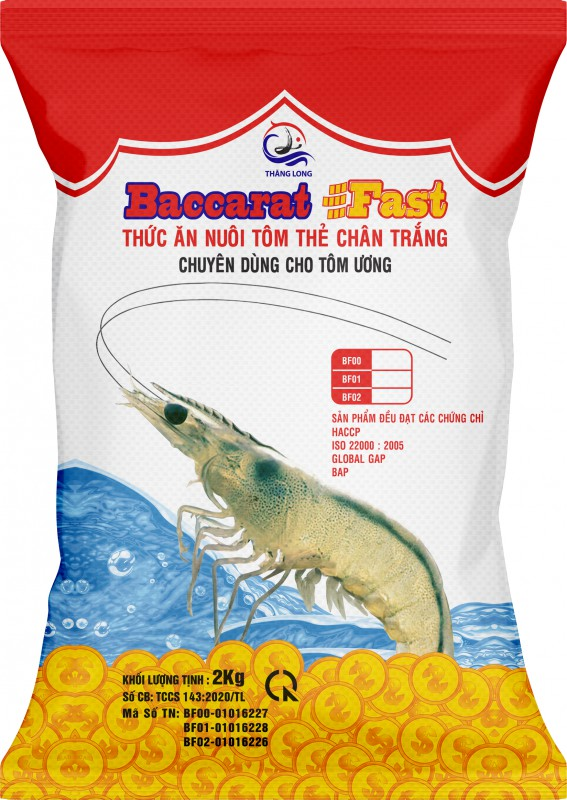 THĂNG LONG
Baccarat Fast
THỨC ĂN NUÔI TÔM THẺ CHÂN TRẮNG
CHUYÊN DÙNG CHO TÔM ƯƠNG
BF00
BF01
BF02
SẢN PHẨM ĐỀU ĐẠT CÁC CHỨNG CHỈ
HACCP
ISO 22000 : 2005
GLOBAL GAP
BAP
KHỐI LƯỢNG TỊNH : 2Kg
Số CB: TCCS 143:2020/TL
Mã Số TN: BF00-01016227
BF01-01016228
BF02-01016226